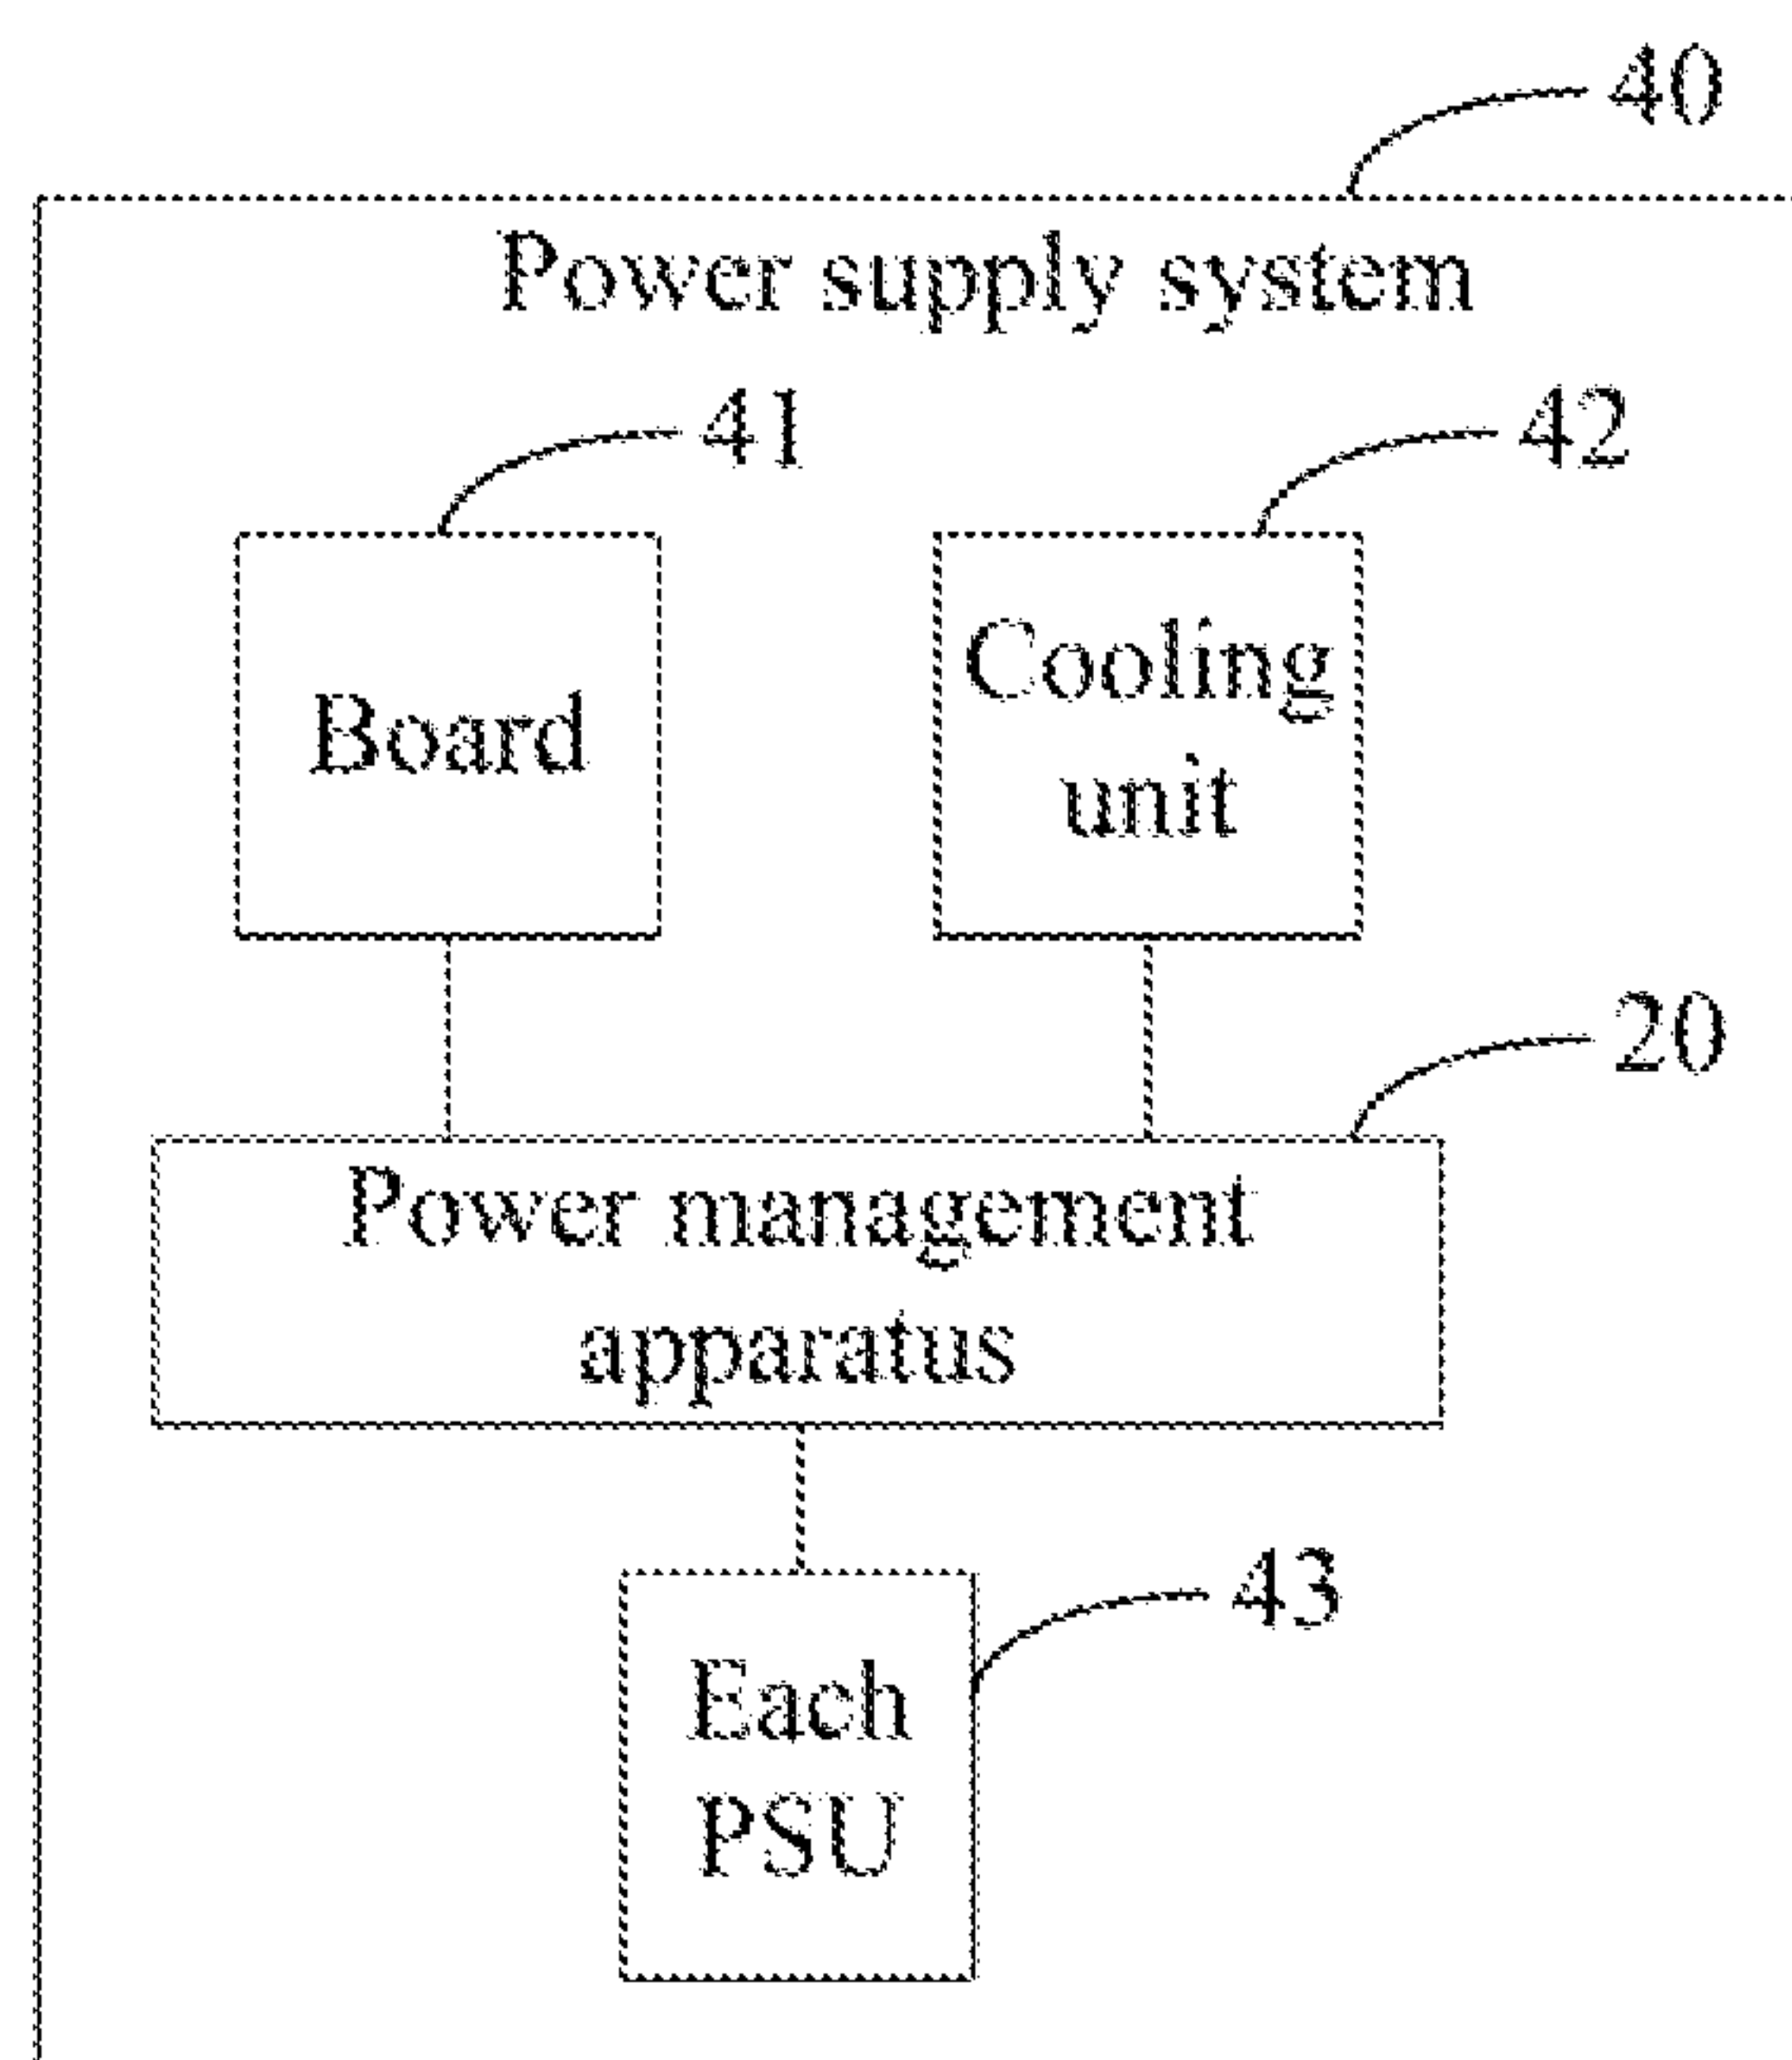 40
Power supply system
41
42
Board
Cooling
unit
20
Power management
apparatus
43
Each
PSU